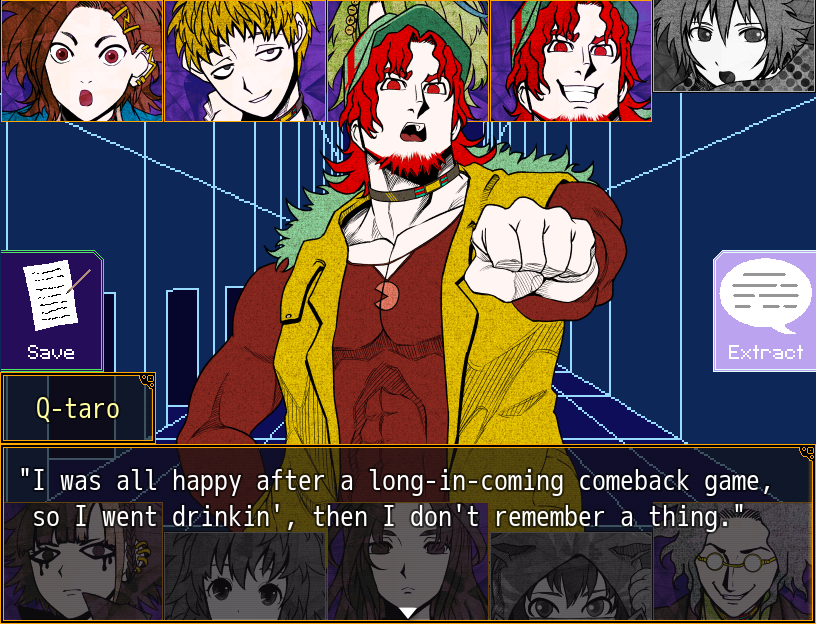 Save
Extract
Q-taro
"I was all happy after a long-in-coming comeback game,
so I went drinkin', then I don't remember a thing."